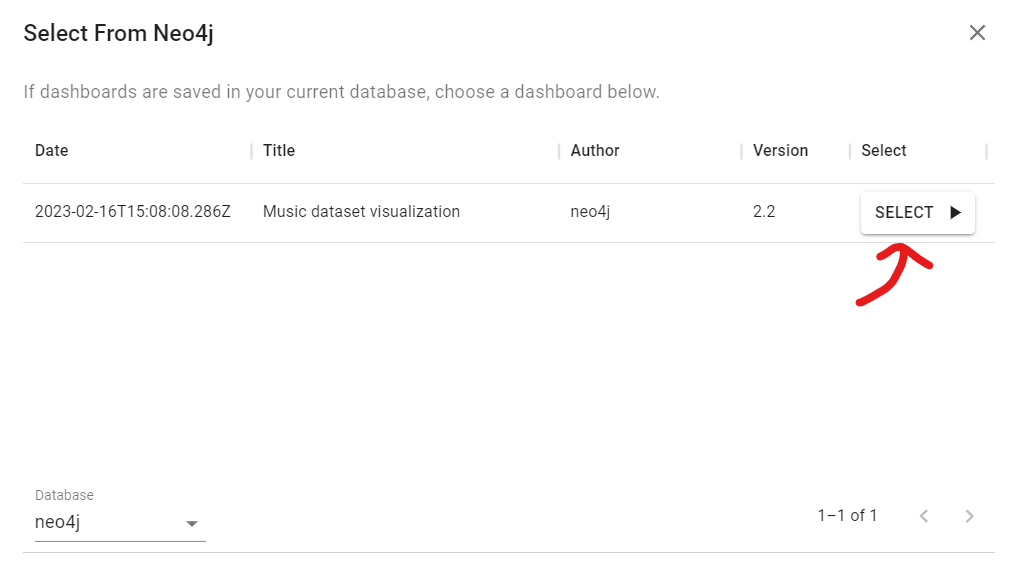 Select From Neo4j
If dashboards are saved in your current database, choose a dashboard below.
Date Title Author Version Select
2023-02-16T15:08:08.286Z Music dataset visualization neo4j 2.2 SELECT
Database
neo4j
1–1 of 1